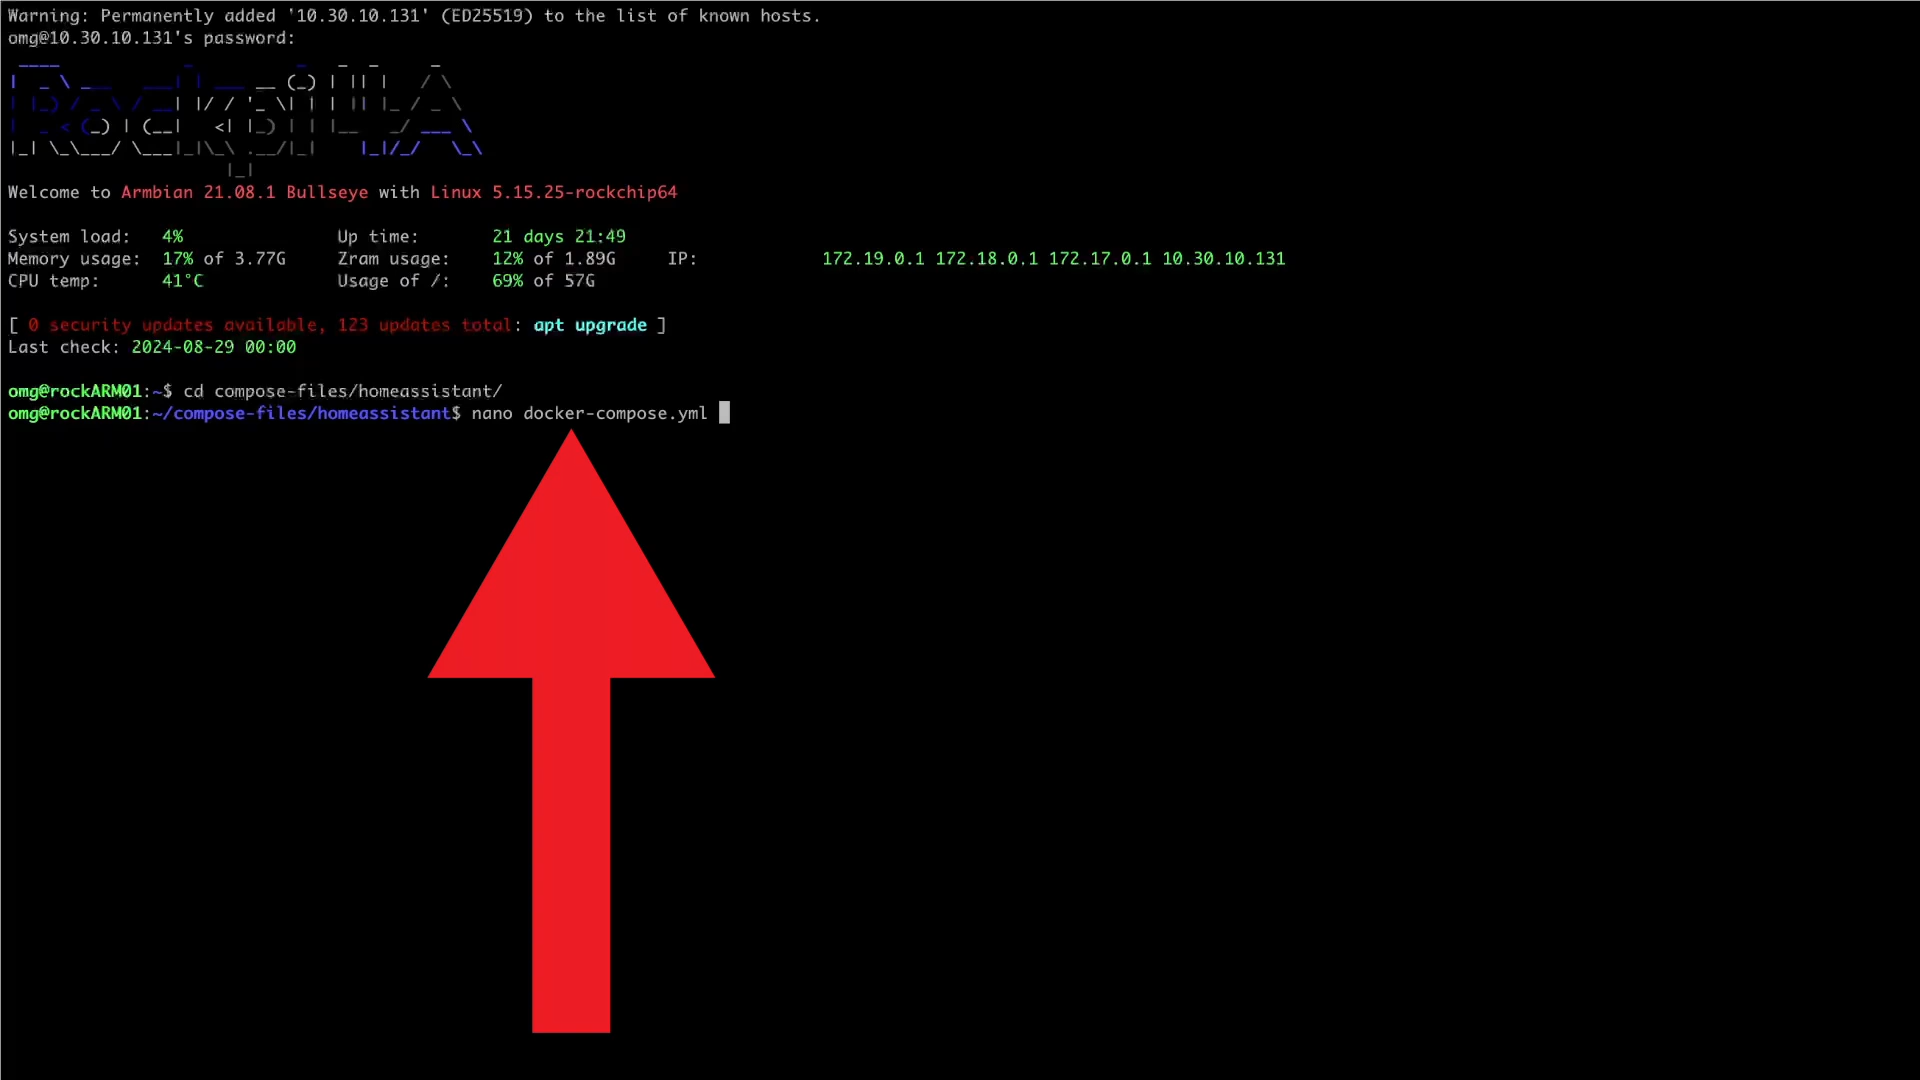 Warning: Permanently added '10.30.10.131' (ED25519) to the list of known hosts.
omg@10.30.10.131's password:
Rockpi 4A
Welcome to Armbian 21.08.1 Bullseye with Linux 5.15.25-rockchip64
System load: 4% Up time: 21 days 21:49
Memory usage: 17% of 3.77G Zram usage: 12% of 1.89G IP: 172.19.0.1 172.18.0.1 172.17.0.1 10.30.10.131
CPU temp: 41°C Usage of /: 69% of 57G
[ 0 security updates available, 123 updates total: apt upgrade ]
Last check: 2024-08-29 00:00
omg@rockARM01:~$ cd compose-files/homeassistant/
omg@rockARM01:~/compose-files/homeassistant$ nano docker-compose.yml